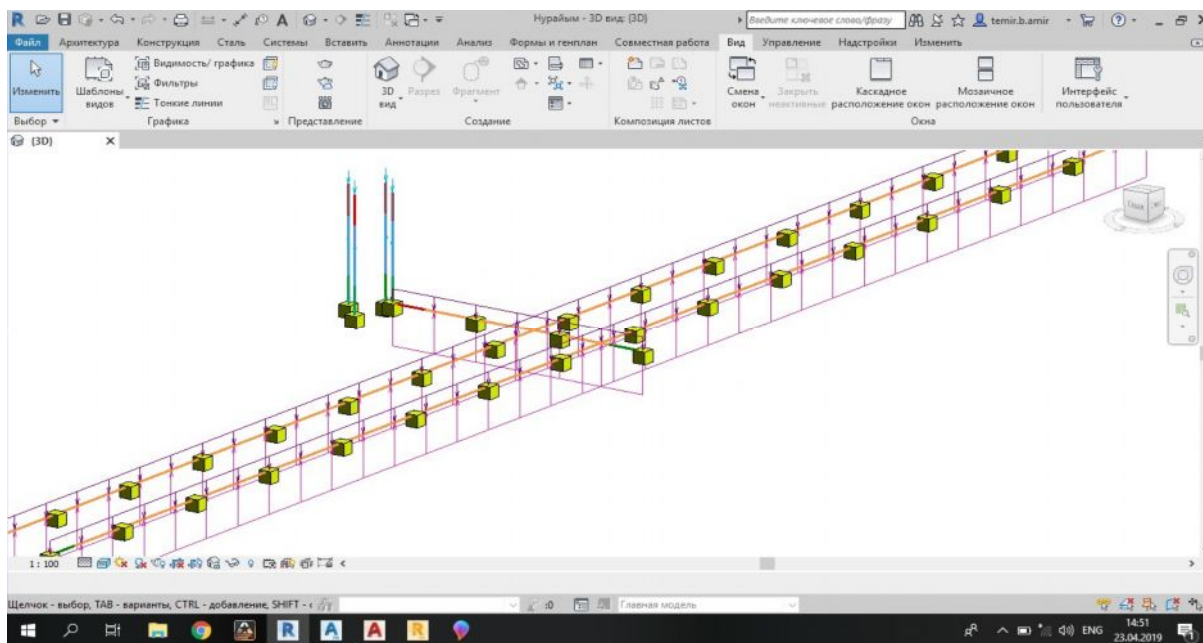 Нурайым - 3D вид: {3D}
Введите ключевое слово/фразу
temir.b.amir
Файл Архитектура Конструкция Сталь Системы Вставить Аннотации Анализ Формы и генплан Совместная работа Вид Управление Надстройки Изменить
Изменить
Шаблоны видов
Видимость/ графика
Фильтры
Тонкие линии
3D вид
Разрез
Фрагмент
Смена окон
Закрыть неактивные
Каскадное расположение окон
Мозаичное расположение окон
Интерфейс пользователя
Выбор Графика Представление Создание Композиция листов Окна
{3D}
1 : 100
Щелчок - выбор, TAB - варианты, CTRL - добавление, SHIFT - с
:0
Главная модель
ENG
14:51
23.04.2019